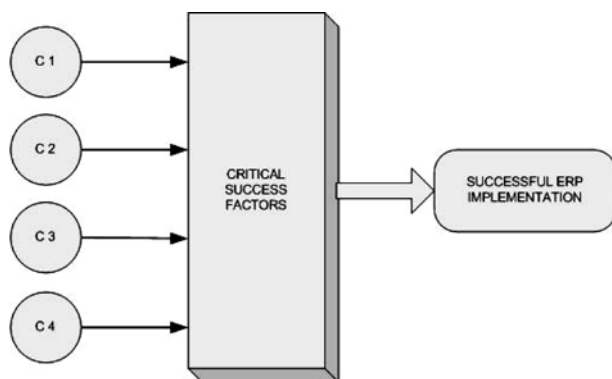 C 1
C 2
C 3
C 4
CRITICAL
SUCCESS
FACTORS
SUCCESSFUL ERP
IMPLEMENTATION